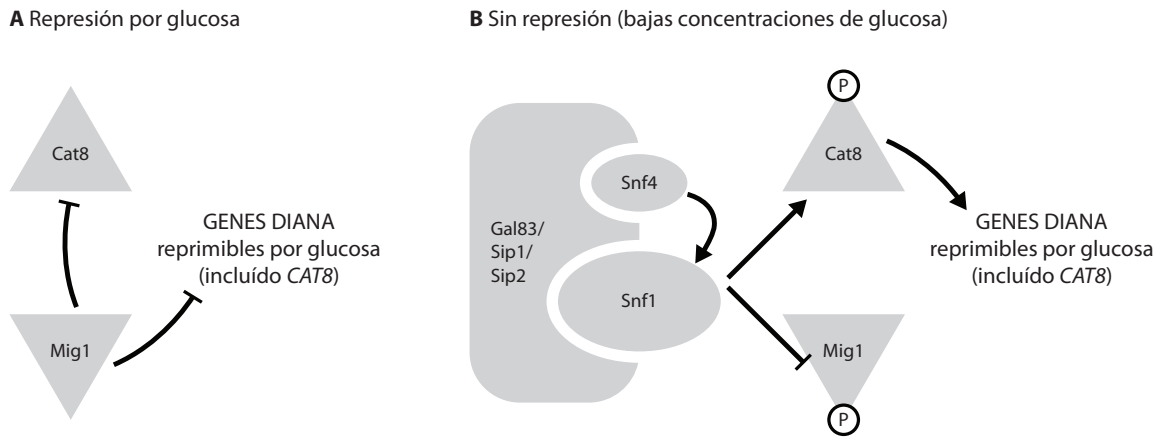 A Represión por glucosa
Cat8
GENES DIANA
reprimibles por glucosa
(incluído CAT8)
Mig1
B Sin represión (bajas concentraciones de glucosa)
Gal83/
Sip1/
Sip2
Snf4
Snf1
P
Cat8
GENES DIANA
reprimibles por glucosa
(incluído CAT8)
Mig1
P